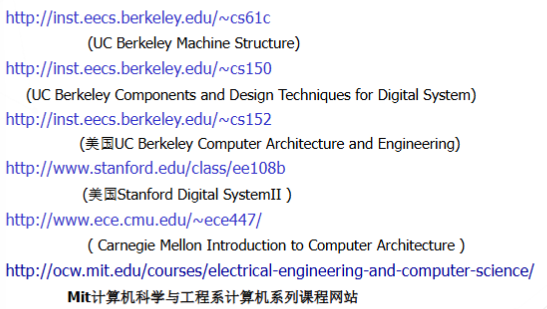 http://inst.eecs.berkeley.edu/~cs61c
(UC Berkeley Machine Structure)
http://inst.eecs.berkeley.edu/~cs150
(UC Berkeley Components and Design Techniques for Digital System)
http://inst.eecs.berkeley.edu/~cs152
(美国UC Berkeley Computer Architecture and Engineering)
http://www.stanford.edu/class/ee108b
(美国Stanford Digital SystemII )
http://www.ece.cmu.edu/~ece447/
( Carnegie Mellon Introduction to Computer Architecture )
http://ocw.mit.edu/courses/electrical-engineering-and-computer-science/
Mit计算机科学与工程系计算机系列课程网站